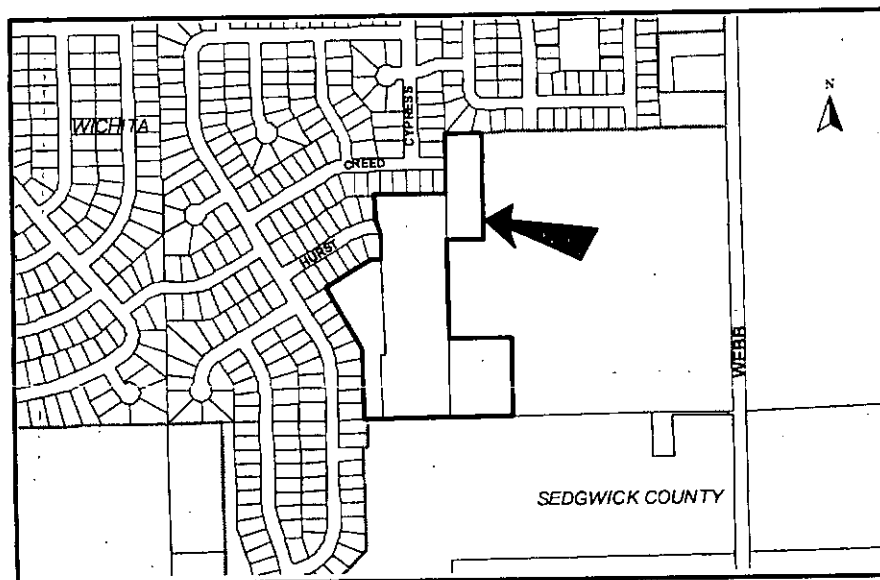 N
CYPRESS
WICHITA
CREED
HURST
WEBB
SEDGWICK COUNTY